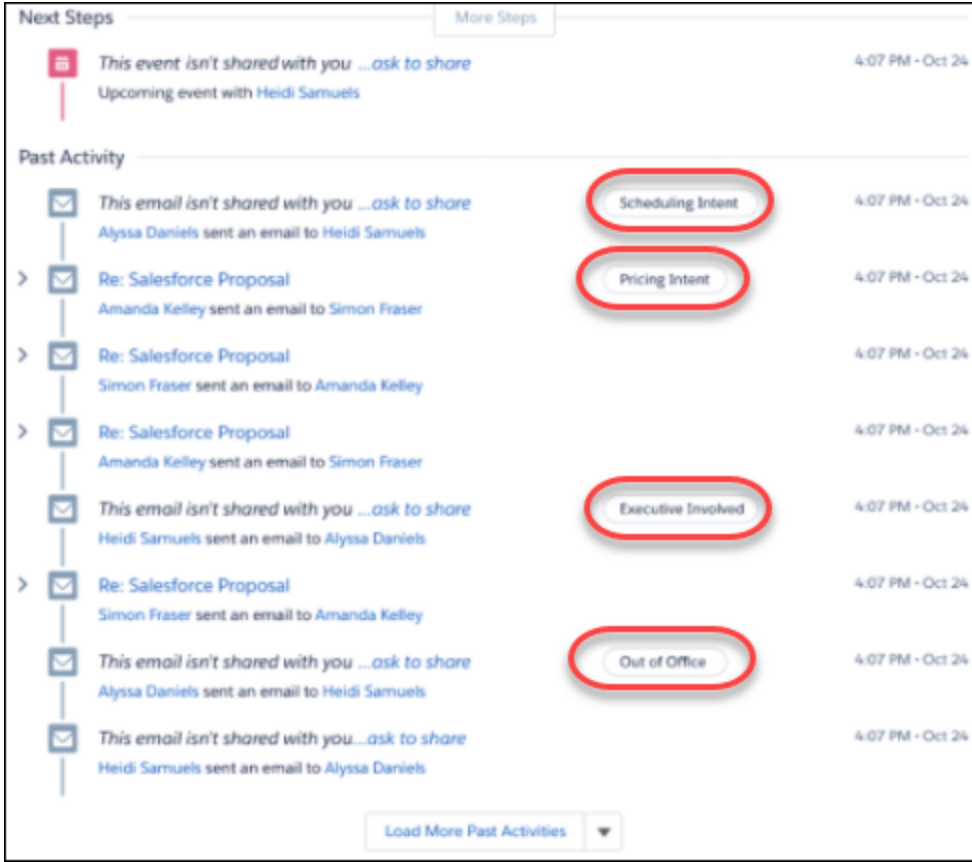 Next Steps
More Steps
This event isn't shared with you ...ask to share
4:07 PM · Oct 24
Upcoming event with Heidi Samuels
Past Activity
This email isn't shared with you ...ask to share
Scheduling Intent
4:07 PM · Oct 24
Alyssa Daniels sent an email to Heidi Samuels
Re: Salesforce Proposal
Pricing Intent
4:07 PM · Oct 24
Amanda Kelley sent an email to Simon Fraser
Re: Salesforce Proposal
4:07 PM · Oct 24
Simon Fraser sent an email to Amanda Kelley
Re: Salesforce Proposal
4:07 PM · Oct 24
Amanda Kelley sent an email to Simon Fraser
This email isn't shared with you ...ask to share
Executive Involved
4:07 PM · Oct 24
Heidi Samuels sent an email to Alyssa Daniels
Re: Salesforce Proposal
4:07 PM · Oct 24
Simon Fraser sent an email to Amanda Kelley
This email isn't shared with you ...ask to share
Out of Office
4:07 PM · Oct 24
Alyssa Daniels sent an email to Heidi Samuels
This email isn't shared with you...ask to share
4:07 PM · Oct 24
Heidi Samuels sent an email to Alyssa Daniels
Load More Past Activities